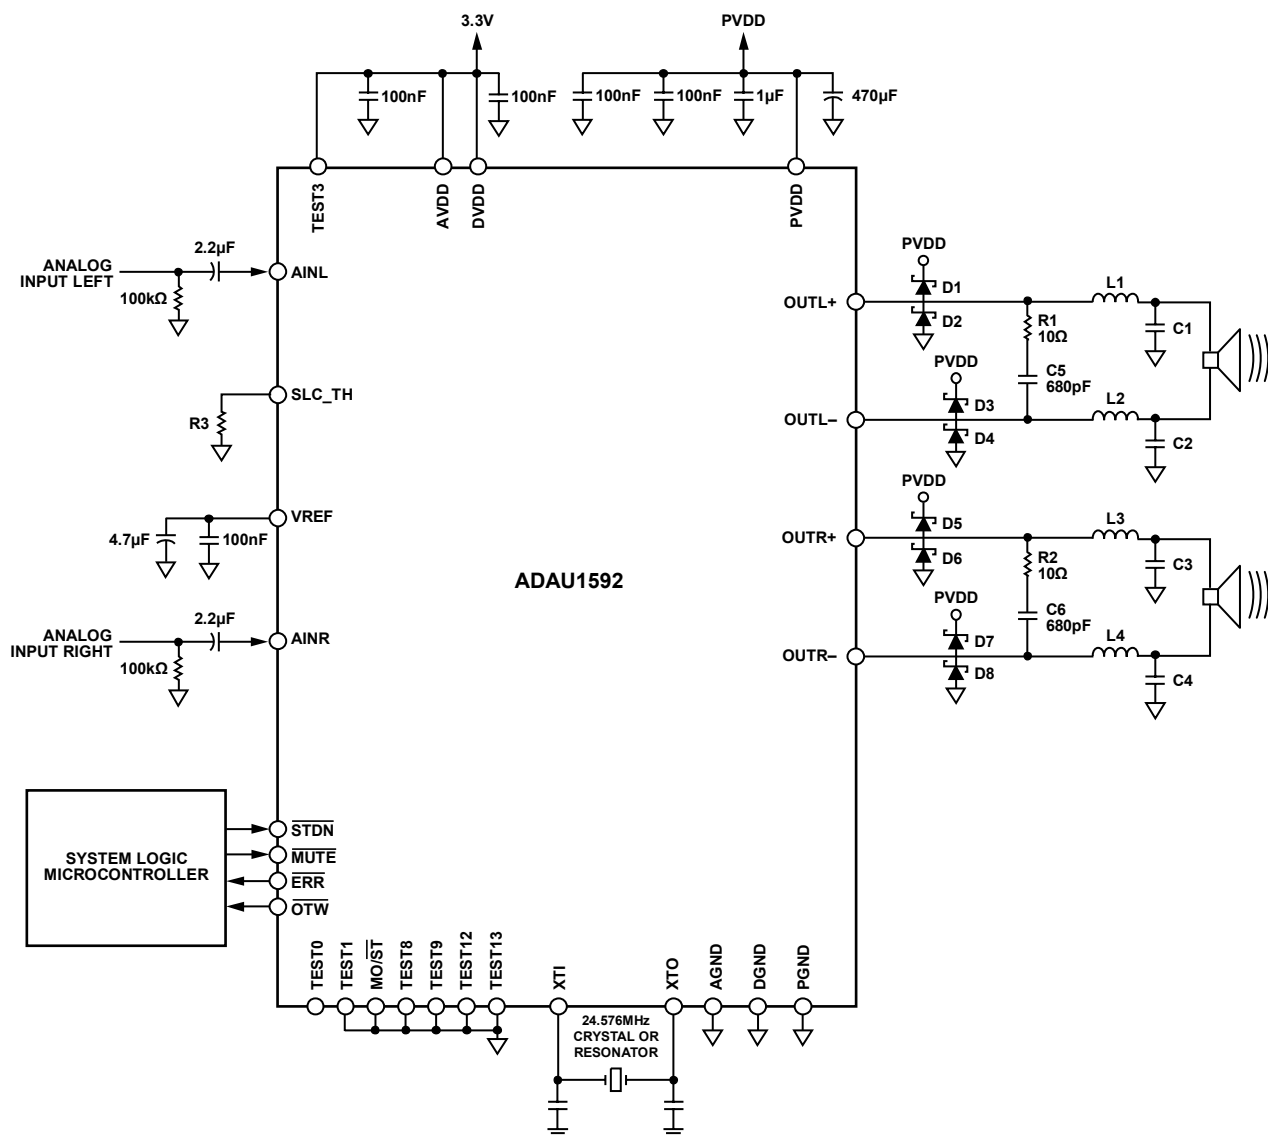 3.3V
PVDD
100nF
100nF
100nF
100nF
1µF
470µF
TEST3
AVDD
DVDD
PVDD
ANALOG
INPUT LEFT
2.2µF
100kΩ
AINL
SLC_TH
R3
VREF
4.7µF
100nF
ANALOG
INPUT RIGHT
2.2µF
100kΩ
AINR
ADAU1592
PVDD
D1
D2
OUTL+
R1
10Ω
L1
C1
C5
680pF
PVDD
D3
D4
OUTL–
L2
C2
PVDD
D5
D6
OUTR+
R2
10Ω
L3
C3
C6
680pF
PVDD
D7
D8
OUTR–
L4
C4
SYSTEM LOGIC
MICROCONTROLLER
STDN
MUTE
ERR
OTW
TEST0
TEST1
MO/ST
TEST8
TEST9
TEST12
TEST13
XTI
XTO
AGND
DGND
PGND
24.576MHz
CRYSTAL OR
RESONATOR